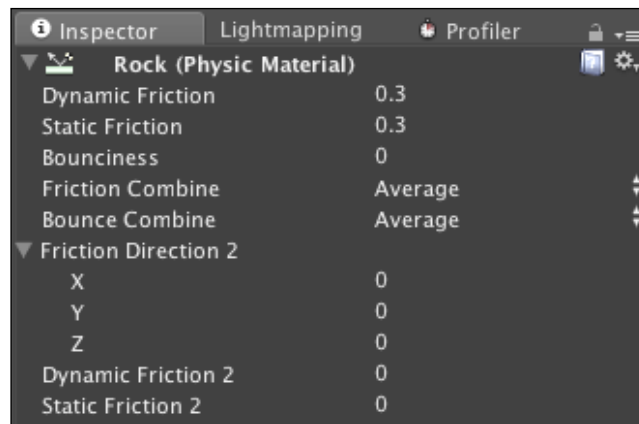 Inspector Lightmapping Profiler
Rock (Physic Material)
Dynamic Friction 0.3
Static Friction 0.3
Bounciness 0
Friction Combine Average
Bounce Combine Average
Friction Direction 2
X 0
Y 0
Z 0
Dynamic Friction 2 0
Static Friction 2 0